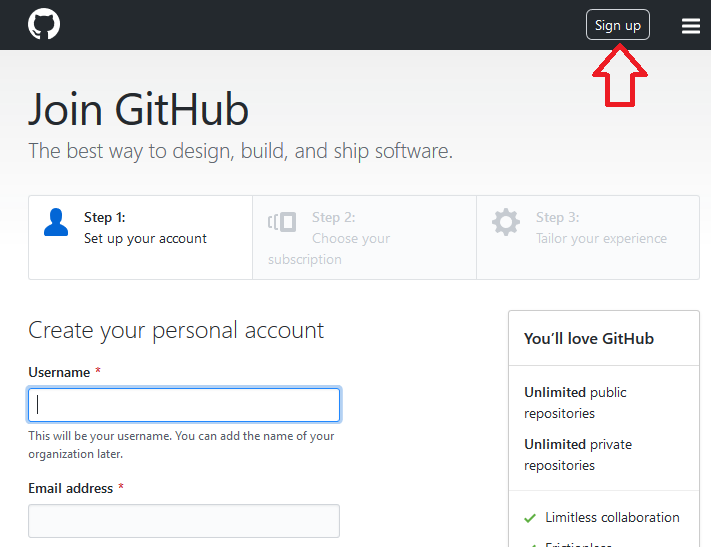 Sign up
Join GitHub
The best way to design, build, and ship software.
Step 1:
Set up your account
Step 2:
Choose your
subscription
Step 3:
Tailor your experience
Create your personal account
Username *
This will be your username. You can add the name of your
organization later.
Email address *
You’ll love GitHub
Unlimited public
repositories
Unlimited private
repositories
Limitless collaboration
Frictionless